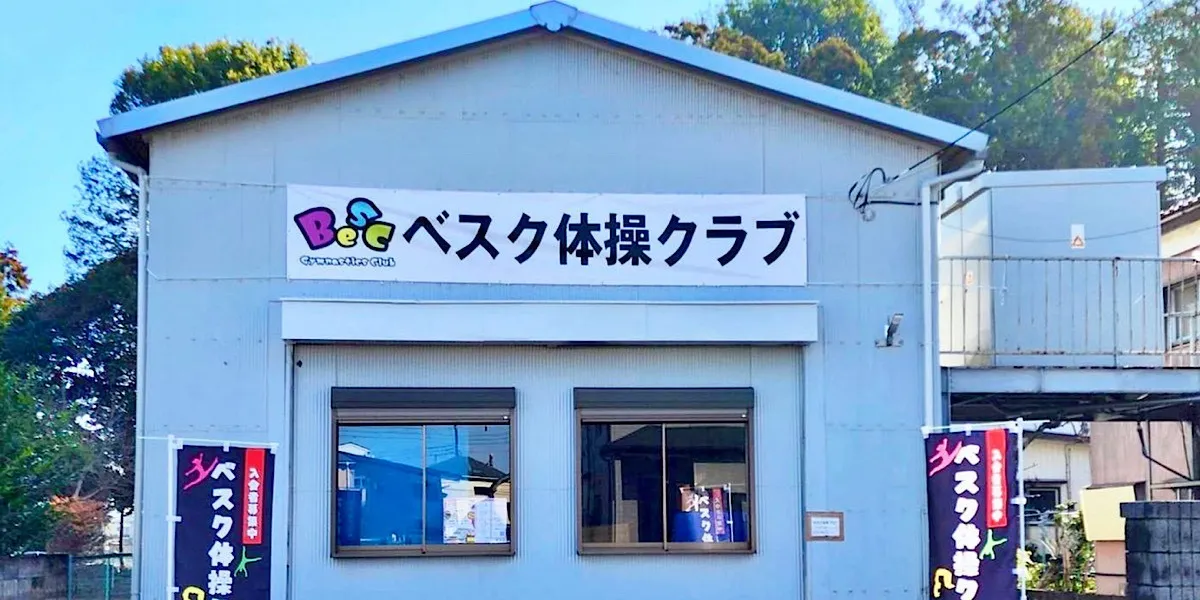 BeSC
Gymnastics Club
ベスク体操クラブ
入会者募集中
ベスク体操
入会者募集中
ベスク体操ク